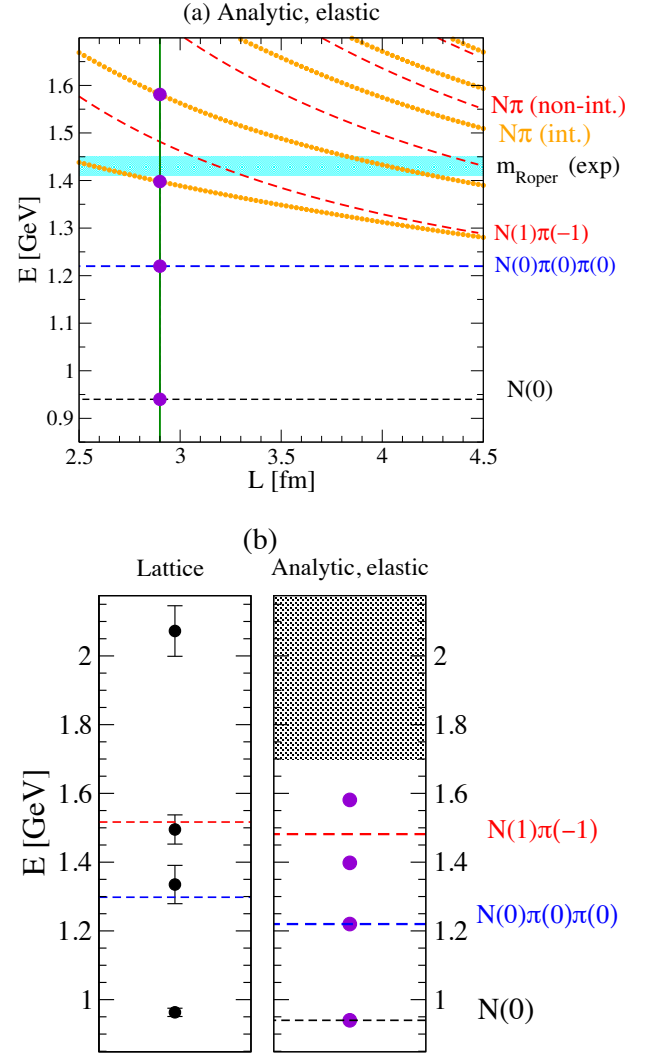 (a) Analytic, elastic
1.6
1.5
1.4
1.3
1.2
1.1
1
0.9
E [GeV]
2.5
3
3.5
4
4.5
L [fm]
Nπ (non-int.)
Nπ (int.)
m_Roper (exp)
N(1)π(−1)
N(0)π(0)π(0)
N(0)
(b)
Lattice
Analytic, elastic
E [GeV]
2
1.8
1.6
1.4
1.2
1
2
1.8
1.6
1.4
1.2
1
N(1)π(−1)
N(0)π(0)π(0)
N(0)